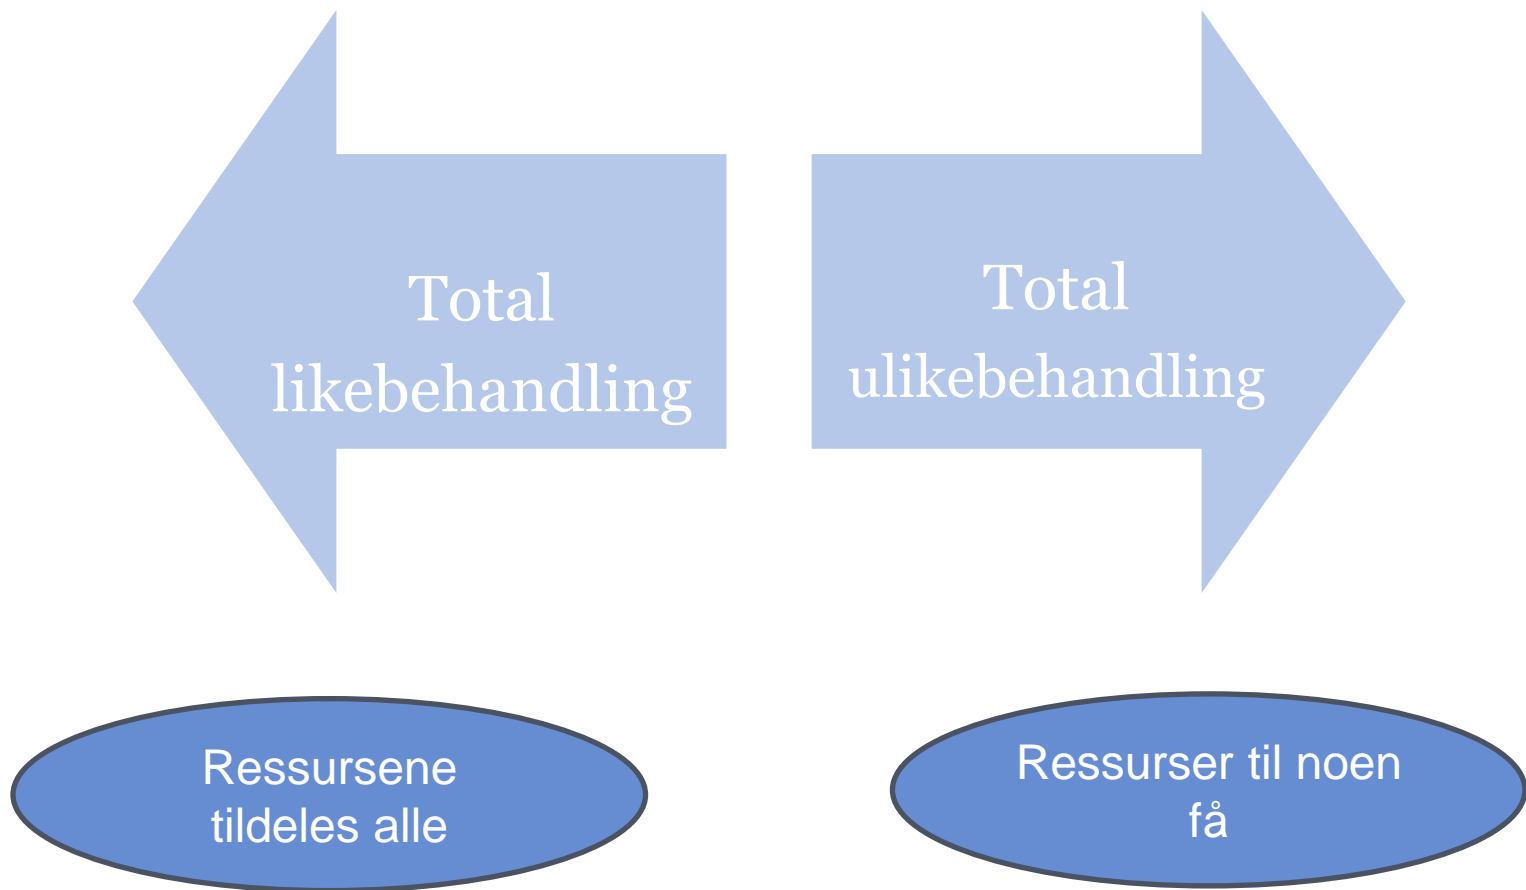 Total
likebehandling
Total
ulikebehandling
Ressursene
tildeles alle
Ressurser til noen
få